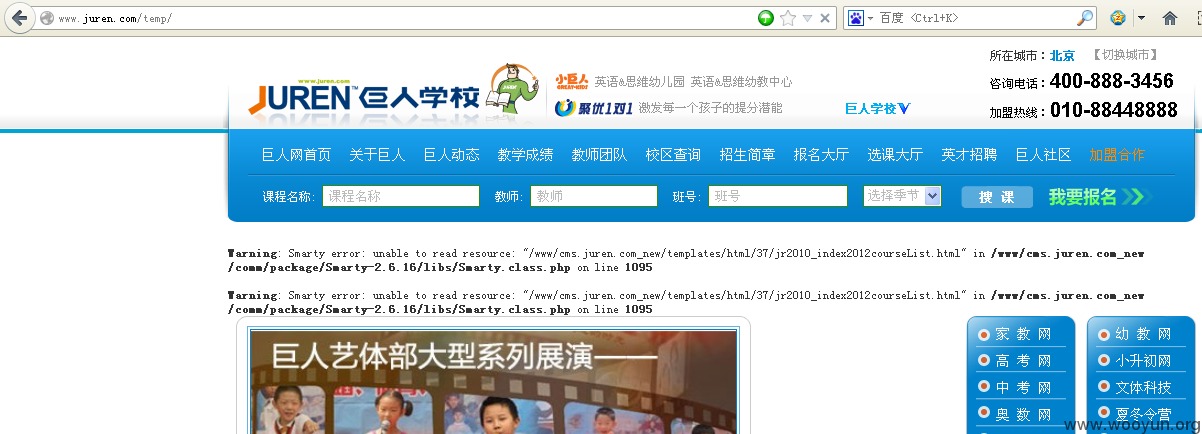 www.juren.com/temp/
百度 <Ctrl+K>
所在城市：北京 【切换城市】
www.juren.com
JUREN™ 巨人学校
小巨人 英语&思维幼儿园 英语&思维幼教中心
GREAT-KIDS
咨询电话：400-888-3456
聚优1对1 激发每一个孩子的提分潜能
巨人学校
加盟热线：010-88448888
巨人网首页 关于巨人 巨人动态 教学成绩 教师团队 校区查询 招生简章 报名大厅 选课大厅 英才招聘 巨人社区 加盟合作
课程名称: 课程名称 教师: 教师 班号: 班号 选择季节 搜 课 我要报名
Warning: Smarty error: unable to read resource: "/www/cms.juren.com_new/templates/html/37/jr2010_index2012courseList.html" in /www/cms.juren.com_new
/comm/package/Smarty-2.6.16/libs/Smarty.class.php on line 1095
Warning: Smarty error: unable to read resource: "/www/cms.juren.com_new/templates/html/37/jr2010_index2012courseList.html" in /www/cms.juren.com_new
/comm/package/Smarty-2.6.16/libs/Smarty.class.php on line 1095
巨人艺体部大型系列展演——
家 教 网
高 考 网
中 考 网
奥 数 网
幼 教 网
小升初网
文体科技
夏冬令营
www.wooyun.org